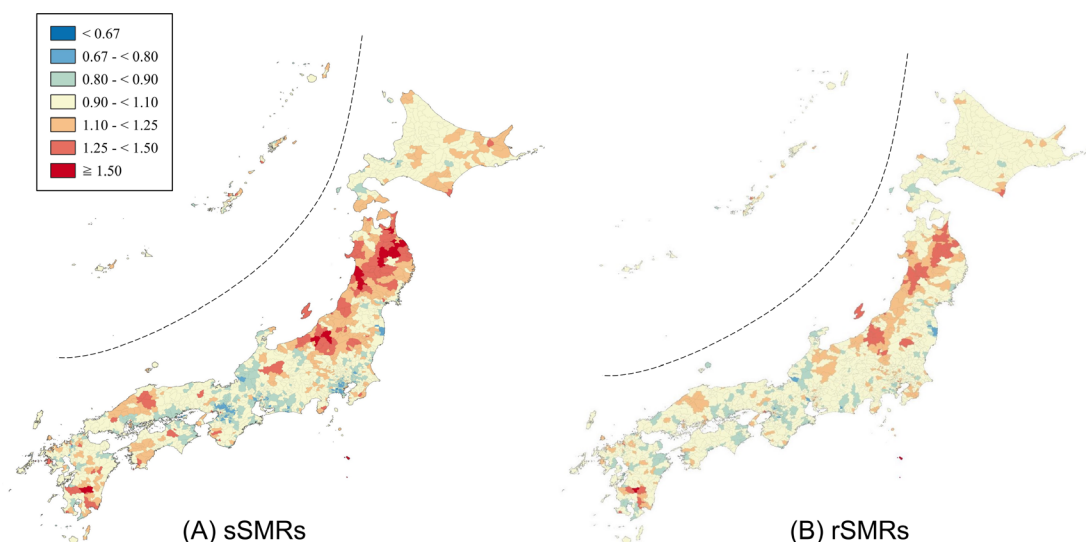 < 0.67
0.67 - < 0.80
0.80 - < 0.90
0.90 - < 1.10
1.10 - < 1.25
1.25 - < 1.50
≧ 1.50
(A) sSMRs
(B) rSMRs